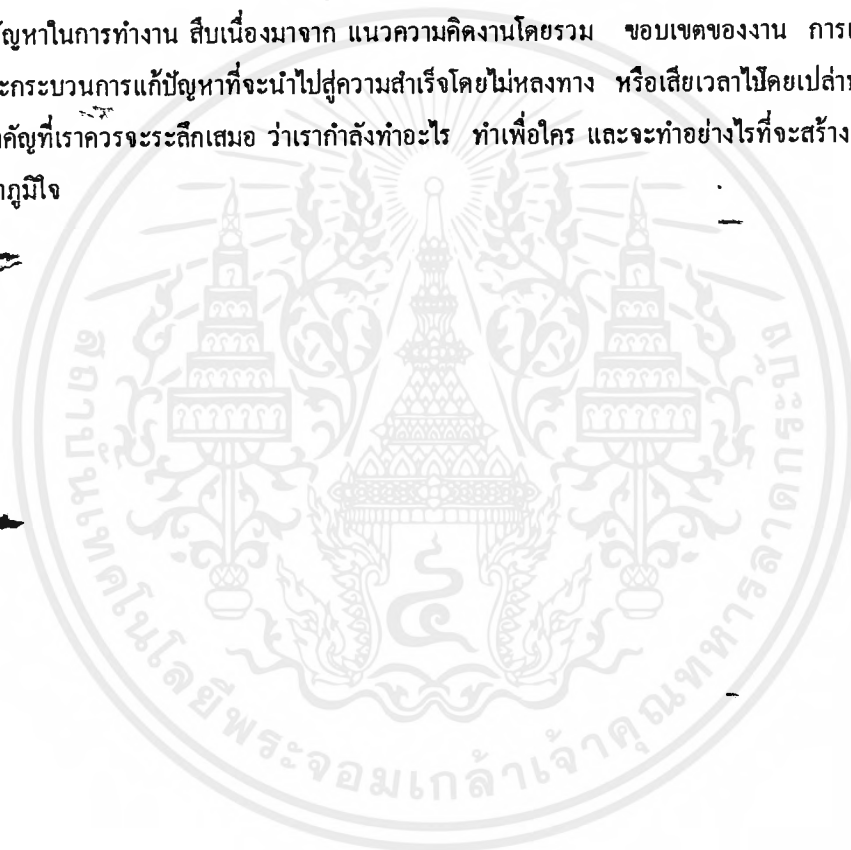 ัญหาในการทำงาน สืบเนื่องมาจาก แนวความคิดงานโดยรวม ขอบเขตของงาน การเ
ะกระบวนการแก้ปัญหาที่จะนำไปสู่ความสำเร็จโดยไม่หลงทาง หรือเสียเวลาไปโดยเปล่า
คัญที่เราควรจะระลึกเสมอ ว่าเรากำลังทำอะไร ทำเพื่อใคร และจะทำอย่างไรที่จะสร้าง
าภูมิใจ
สถาบันเทคโนโลยีพระจอมเกล้าเจ้าคุณทหารลาดกระบัง
๔